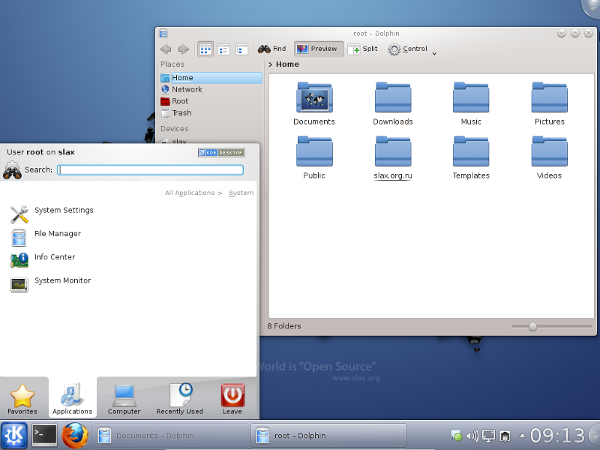 root – Dolphin
Find Preview Split Control
Places
> Home
Home
Network
Root
Trash
Devices
slax
Documents Downloads Music Pictures
Public slax.org.ru Templates Videos
8 Folders
User root on slax
KDE DESKTOP
Search:
All Applications > System
System Settings
File Manager
Info Center
System Monitor
World is "Open Source"
www.slax.org
Favorites Applications Computer Recently Used Leave
Documents – Dolphin root – Dolphin 09:13